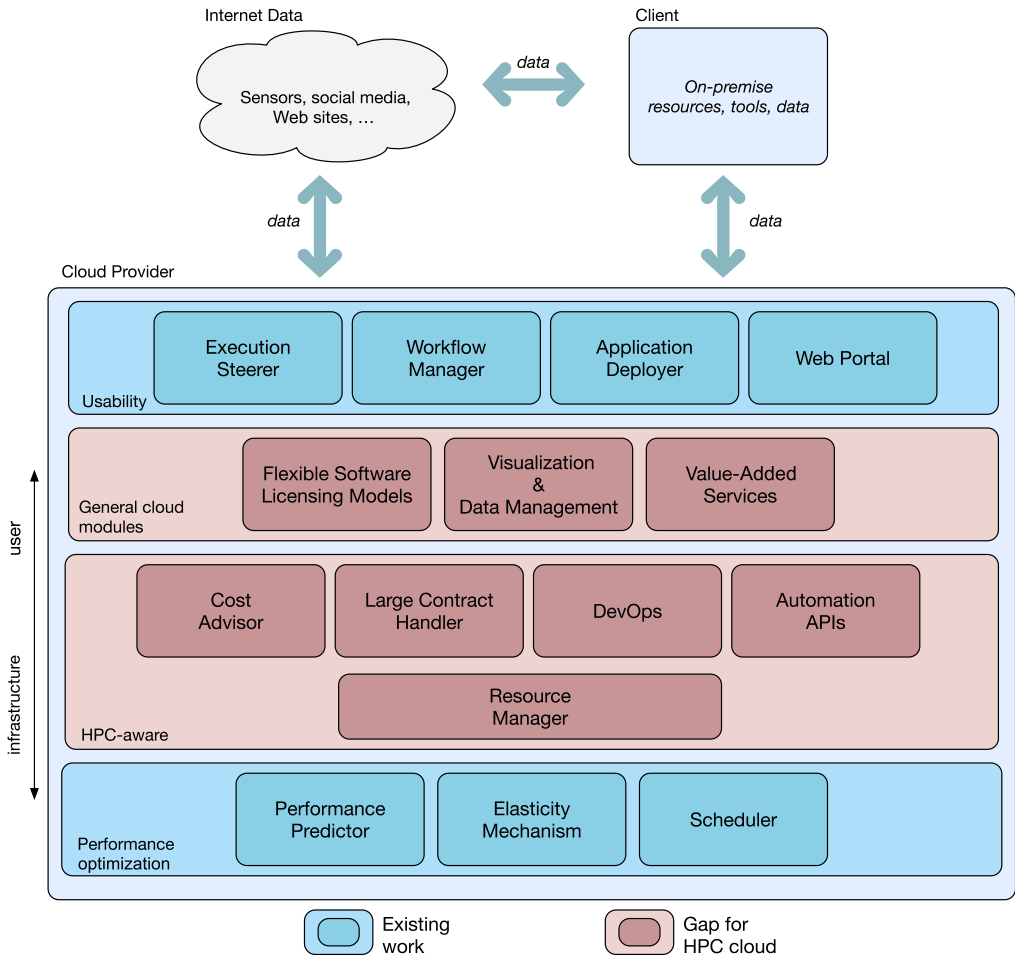 Internet Data
Client
Sensors, social media,
Web sites, …
data
On-premise
resources, tools, data
data
data
Cloud Provider
Execution
Steerer
Workflow
Manager
Application
Deployer
Web Portal
Usability
Flexible Software
Licensing Models
Visualization
&
Data Management
Value-Added
Services
General cloud
modules
user
infrastructure
Cost
Advisor
Large Contract
Handler
DevOps
Automation
APIs
Resource
Manager
HPC-aware
Performance
Predictor
Elasticity
Mechanism
Scheduler
Performance
optimization
Existing
work
Gap for
HPC cloud